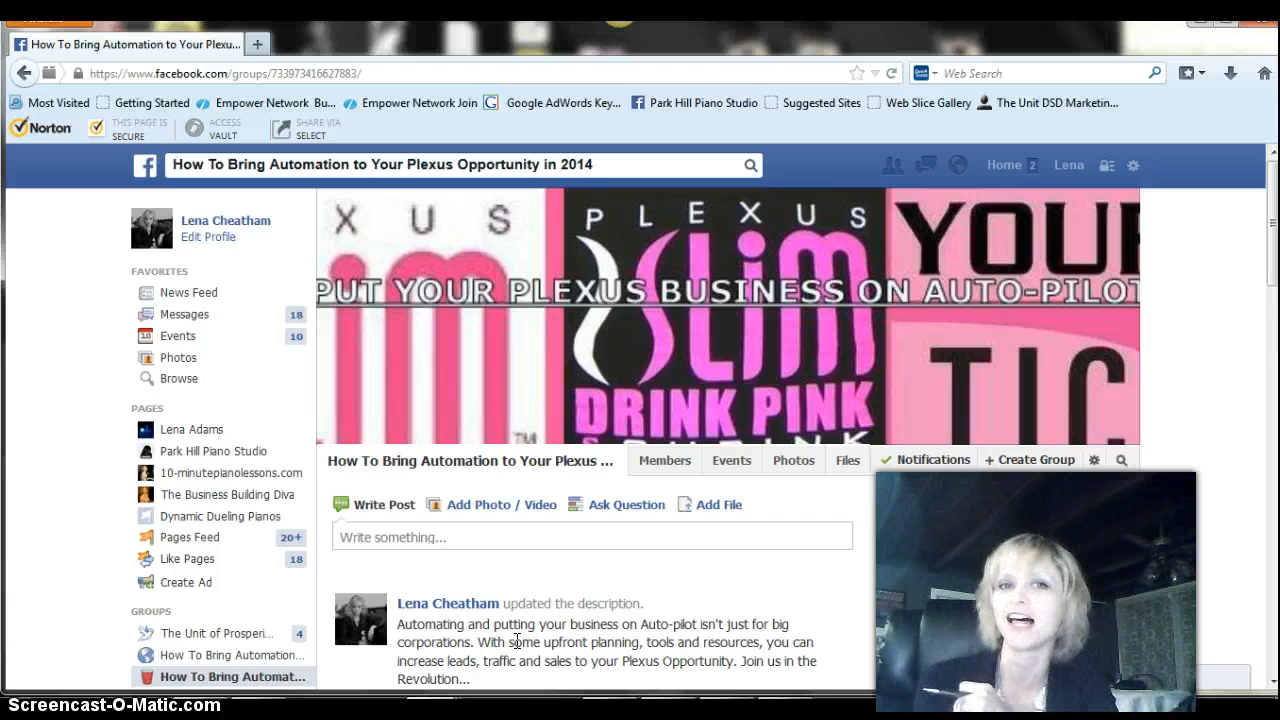 How To Bring Automation to Your Plexu...
https://www.facebook.com/groups/733973416627883/
Web Search
Most Visited
Getting Started
Empower Network Bu...
Empower Network Join
Google AdWords Key...
Park Hill Piano Studio
Suggested Sites
Web Slice Gallery
The Unit DSD Marketin...
Norton
THIS PAGE IS
SECURE
ACCESS
VAULT
SHARE VIA
SELECT
How To Bring Automation to Your Plexus Opportunity in 2014
Home 2
Lena
Lena Cheatham
Edit Profile
FAVORITES
News Feed
Messages 18
Events 10
Photos
Browse
PAGES
Lena Adams
Park Hill Piano Studio
10-minutepianolessons.com
The Business Building Diva
Dynamic Dueling Pianos
Pages Feed 20+
Like Pages 18
Create Ad
GROUPS
The Unit of Prosperi... 4
How To Bring Automation...
How To Bring Automat...
X U S
PLEXUS
SLIM
YOUR
PUT YOUR PLEXUS BUSINESS ON AUTO-PILOT
DRINK PINK
TIC
TM
How To Bring Automation to Your Plexus ...
Members
Events
Photos
Files
Notifications
+ Create Group
Write Post
Add Photo / Video
Ask Question
Add File
Write something...
Lena Cheatham updated the description.
Automating and putting your business on Auto-pilot isn't just for big
corporations. With some upfront planning, tools and resources, you can
increase leads, traffic and sales to your Plexus Opportunity. Join us in the
Revolution...
Screencast-O-Matic.com